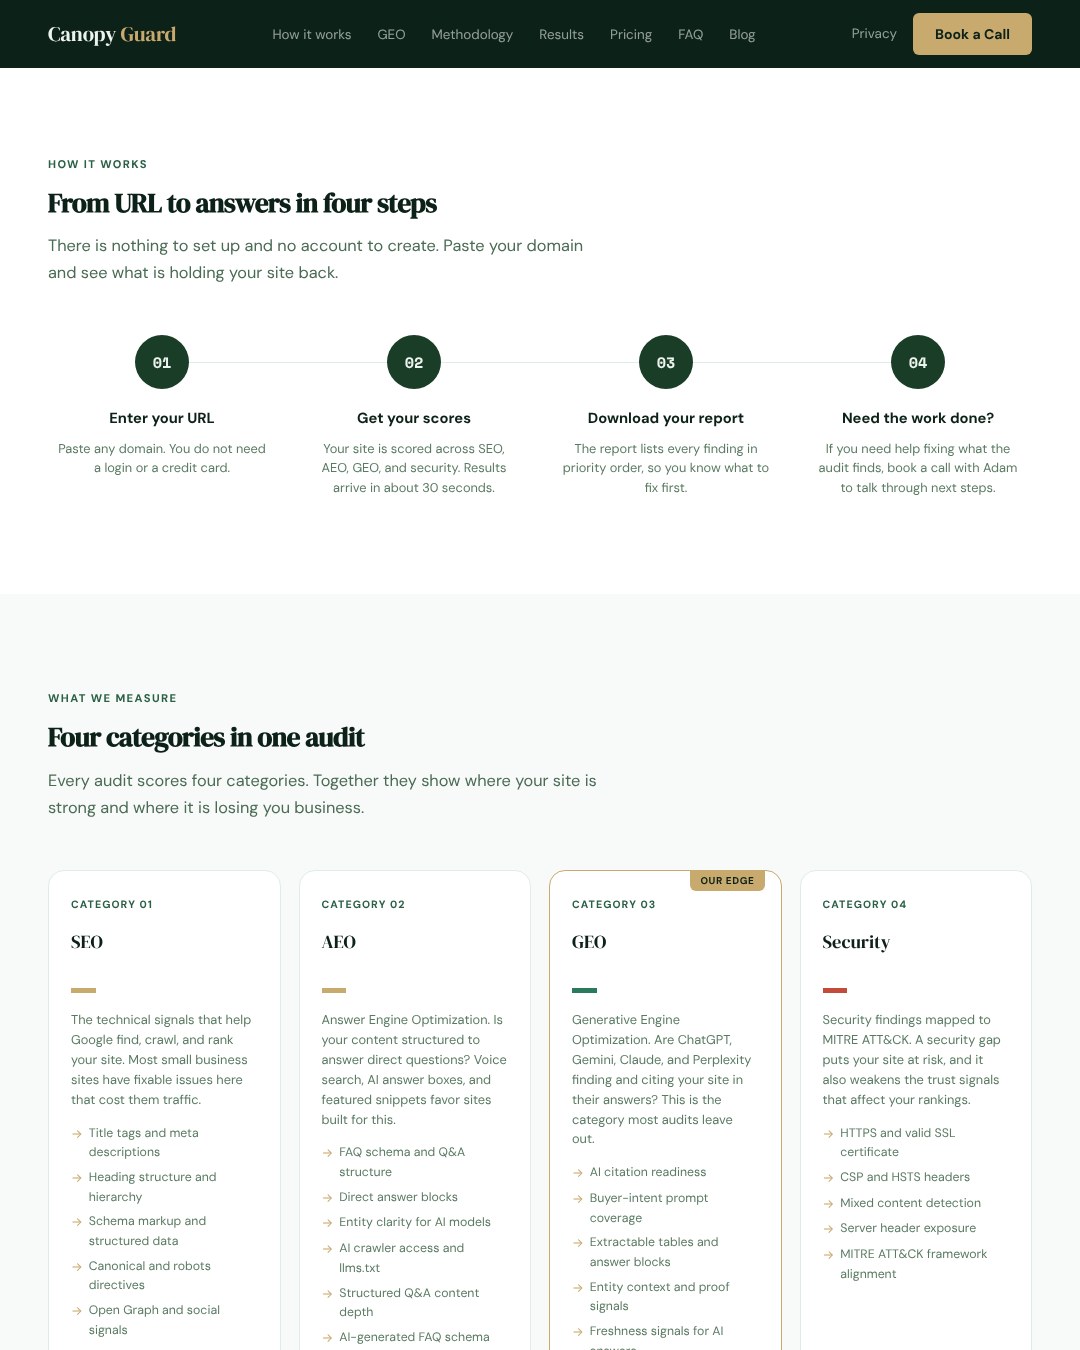 Canopy Guard
How it works
GEO
Methodology
Results
Pricing
FAQ
Blog
Privacy
Book a Call
HOW IT WORKS
From URL to answers in four steps
There is nothing to set up and no account to create. Paste your domain
and see what is holding your site back.
01
Enter your URL
Paste any domain. You do not need
a login or a credit card.
02
Get your scores
Your site is scored across SEO,
AEO, GEO, and security. Results
arrive in about 30 seconds.
03
Download your report
The report lists every finding in
priority order, so you know what to
fix first.
04
Need the work done?
If you need help fixing what the
audit finds, book a call with Adam
to talk through next steps.
WHAT WE MEASURE
Four categories in one audit
Every audit scores four categories. Together they show where your site is
strong and where it is losing you business.
CATEGORY 01
SEO
The technical signals that help
Google find, crawl, and rank
your site. Most small business
sites have fixable issues here
that cost them traffic.
→ Title tags and meta
descriptions
→ Heading structure and
hierarchy
→ Schema markup and
structured data
→ Canonical and robots
directives
→ Open Graph and social
signals
CATEGORY 02
AEO
Answer Engine Optimization. Is
your content structured to
answer direct questions? Voice
search, AI answer boxes, and
featured snippets favor sites
built for this.
→ FAQ schema and Q&A
structure
→ Direct answer blocks
→ Entity clarity for AI models
→ AI crawler access and
llms.txt
→ Structured Q&A content
depth
→ AI-generated FAQ schema
OUR EDGE
CATEGORY 03
GEO
Generative Engine
Optimization. Are ChatGPT,
Gemini, Claude, and Perplexity
finding and citing your site in
their answers? This is the
category most audits leave
out.
→ AI citation readiness
→ Buyer-intent prompt
coverage
→ Extractable tables and
answer blocks
→ Entity context and proof
signals
→ Freshness signals for AI
CATEGORY 04
Security
Security findings mapped to
MITRE ATT&CK. A security gap
puts your site at risk, and it
also weakens the trust signals
that affect your rankings.
→ HTTPS and valid SSL
certificate
→ CSP and HSTS headers
→ Mixed content detection
→ Server header exposure
→ MITRE ATT&CK framework
alignment